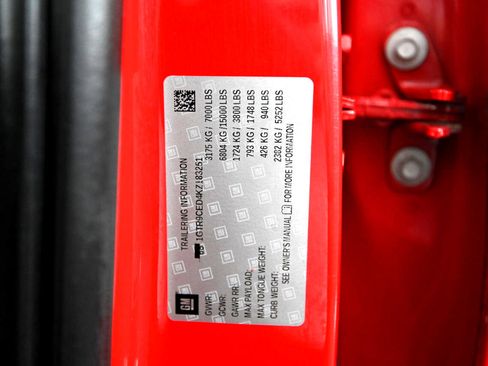 GM
TRAILERING INFORMATION
1GTR9CED4KZ183251
GVWR: 3175 KG / 7000 LBS
GCWR: 6804 KG /15000 LBS
GAWR RR: 1724 KG / 3800 LBS
MAX PAYLOAD: 793 KG / 1748 LBS
MAX TONGUE WEIGHT: 426 KG / 940 LBS
CURB WEIGHT: 2382 KG / 5252 LBS
SEE OWNER'S MANUAL FOR MORE INFORMATION